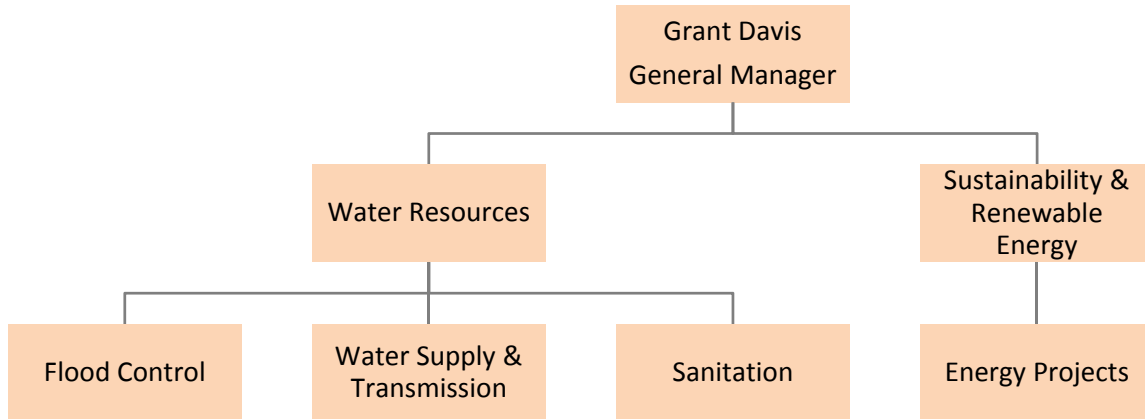 Grant Davis
General Manager
Water Resources
Sustainability &
Renewable
Energy
Flood Control
Water Supply &
Transmission
Sanitation
Energy Projects